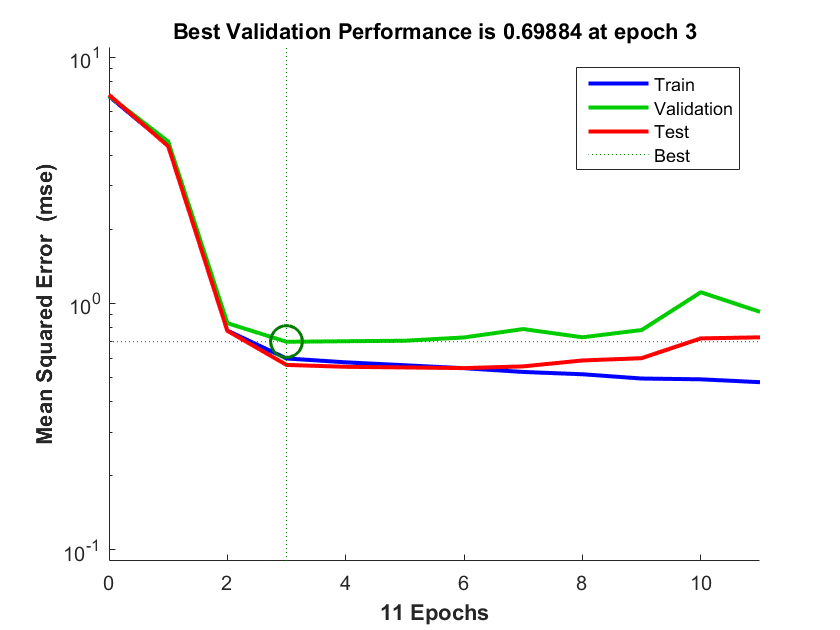 Best Validation Performance is 0.69884 at epoch 3
Mean Squared Error (mse)
10^1
10^0
10^-1
Train
Validation
Test
Best
0 2 4 6 8 10
11 Epochs